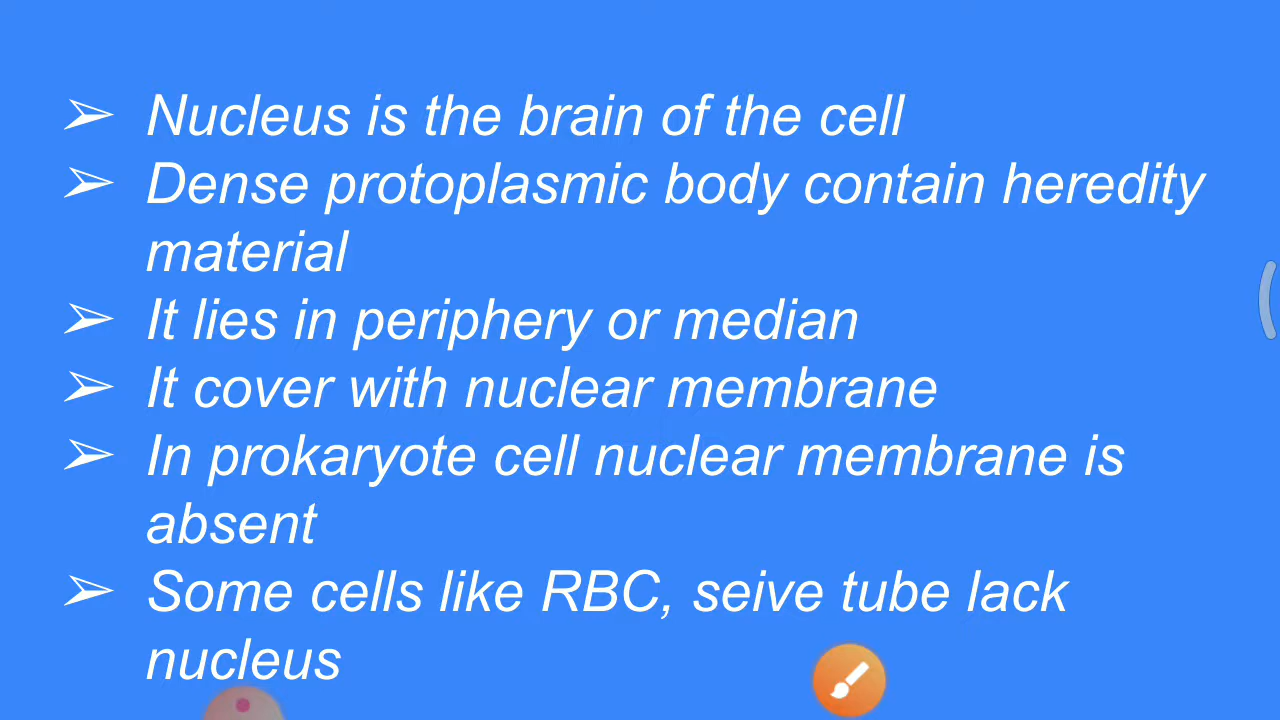 ➢ Nucleus is the brain of the cell
➢ Dense protoplasmic body contain heredity
material
➢ It lies in periphery or median
➢ It cover with nuclear membrane
➢ In prokaryote cell nuclear membrane is
absent
➢ Some cells like RBC, seive tube lack
nucleus